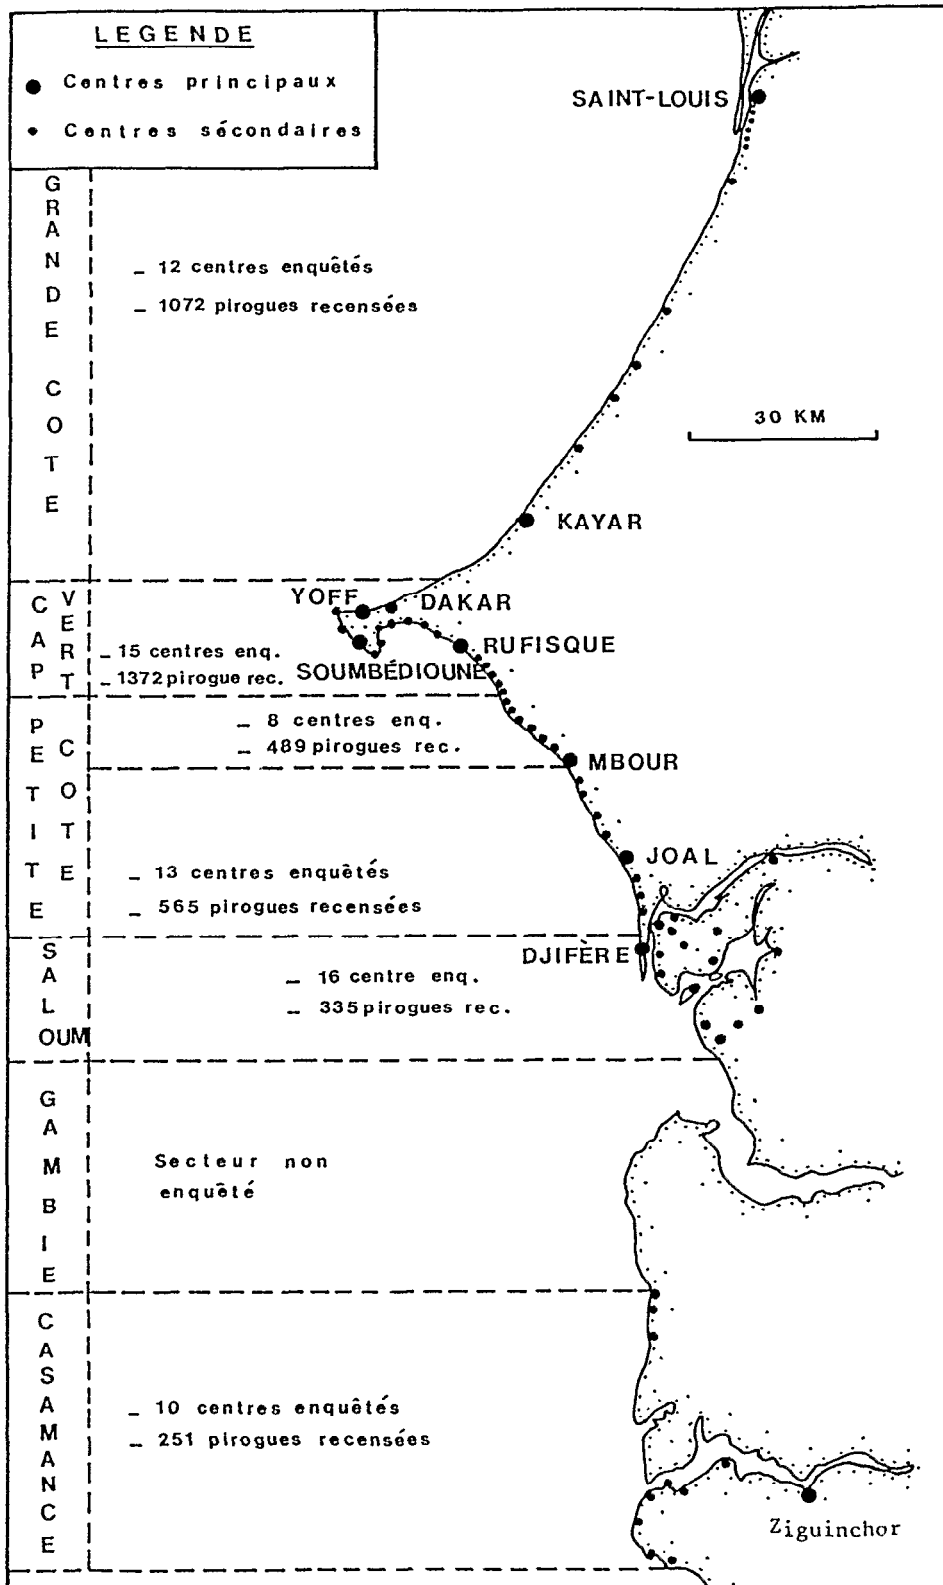 LEGENDE
Centres principaux
Centres sécondaires
GRANDE COTE
_ 12 centres enquêtés
_ 1072 pirogues recensées
SAINT-LOUIS
30 KM
KAYAR
CAP VERT
YOFF
DAKAR
RUFISQUE
SOUMBÉDIOUNE
_ 15 centres enq.
_ 1372 pirogue rec.
PETITE COTE
_ 8 centres enq.
_ 489 pirogues rec.
MBOUR
_ 13 centres enquêtés
_ 565 pirogues recensées
JOAL
SALOUM
DJIFÈRE
_ 16 centre enq.
_ 335 pirogues rec.
GAMBIE
Secteur non
enquêté
CASAMANCE
_ 10 centres enquêtés
_ 251 pirogues recensées
Ziguinchor